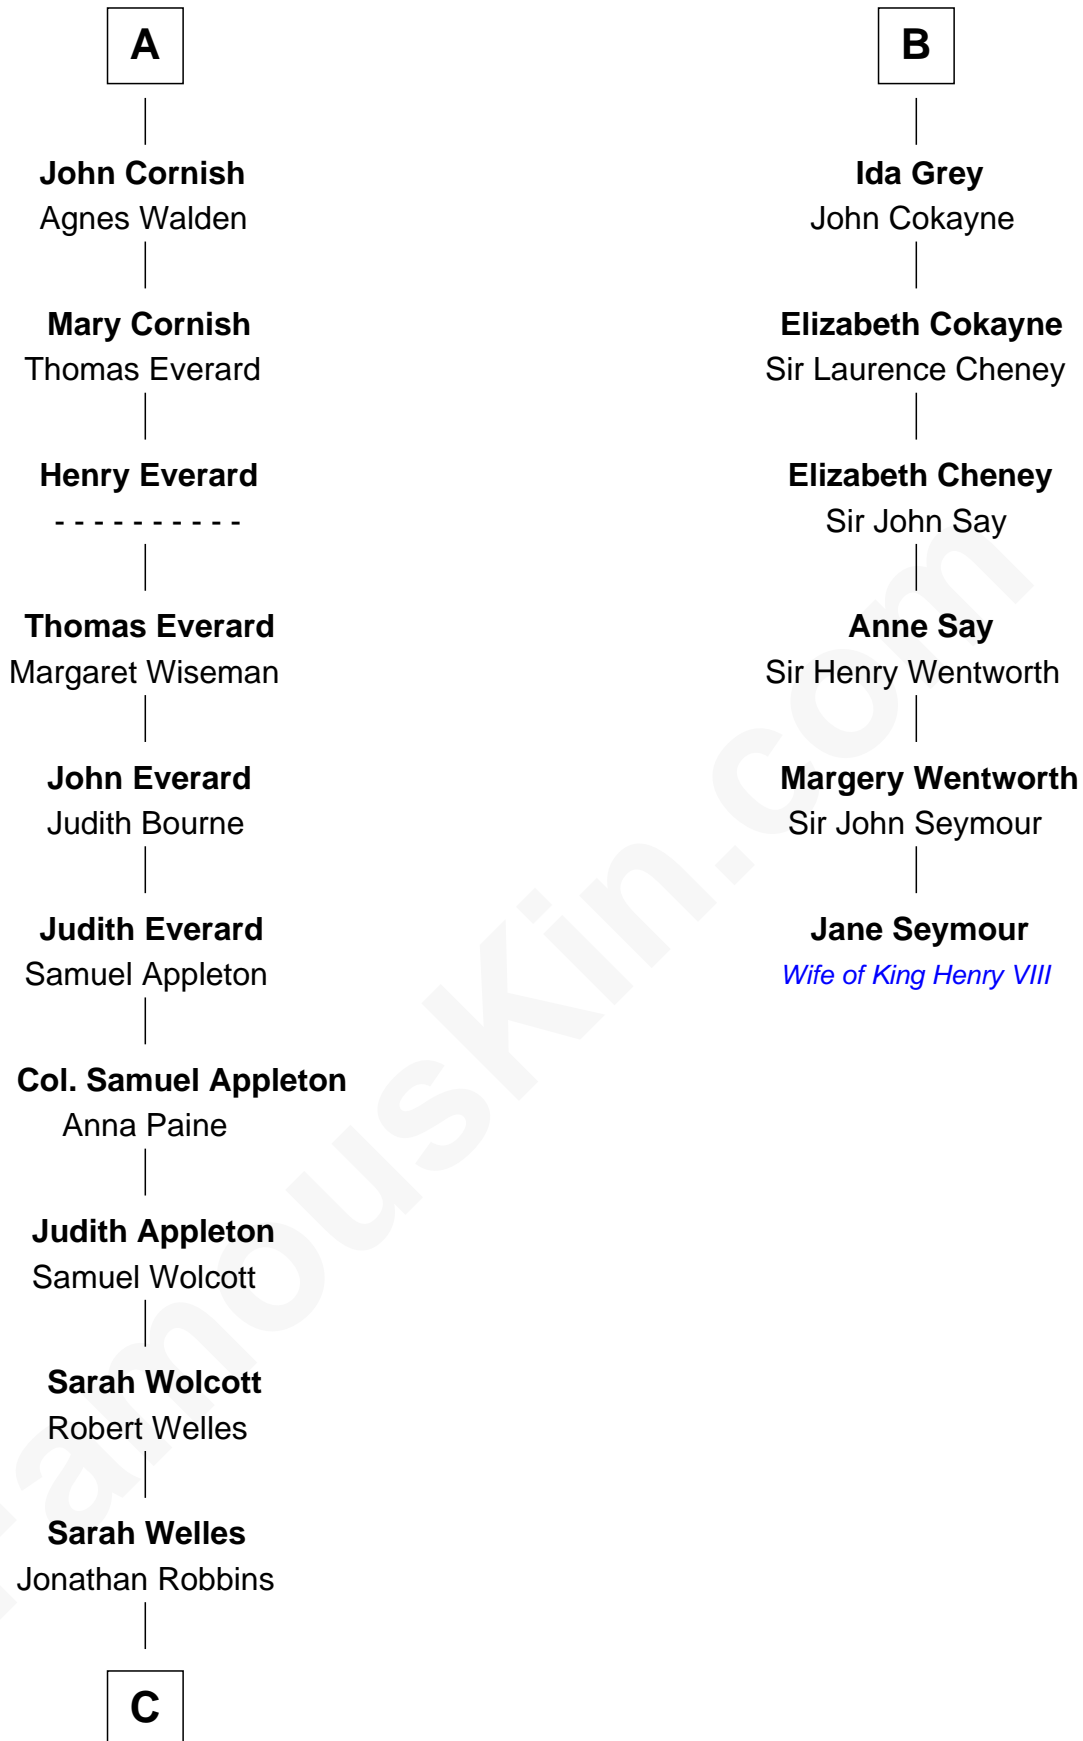 A
John Cornish
Agnes Walden
Mary Cornish
Thomas Everard
Henry Everard
- - - - - - - - - -
Thomas Everard
Margaret Wiseman
John Everard
Judith Bourne
Judith Everard
Samuel Appleton
Col. Samuel Appleton
Anna Paine
Judith Appleton
Samuel Wolcott
Sarah Wolcott
Robert Welles
Sarah Welles
Jonathan Robbins
C
B
Ida Grey
John Cokayne
Elizabeth Cokayne
Sir Laurence Cheney
Elizabeth Cheney
Sir John Say
Anne Say
Sir Henry Wentworth
Margery Wentworth
Sir John Seymour
Jane Seymour
Wife of King Henry VIII
FamousKin.com